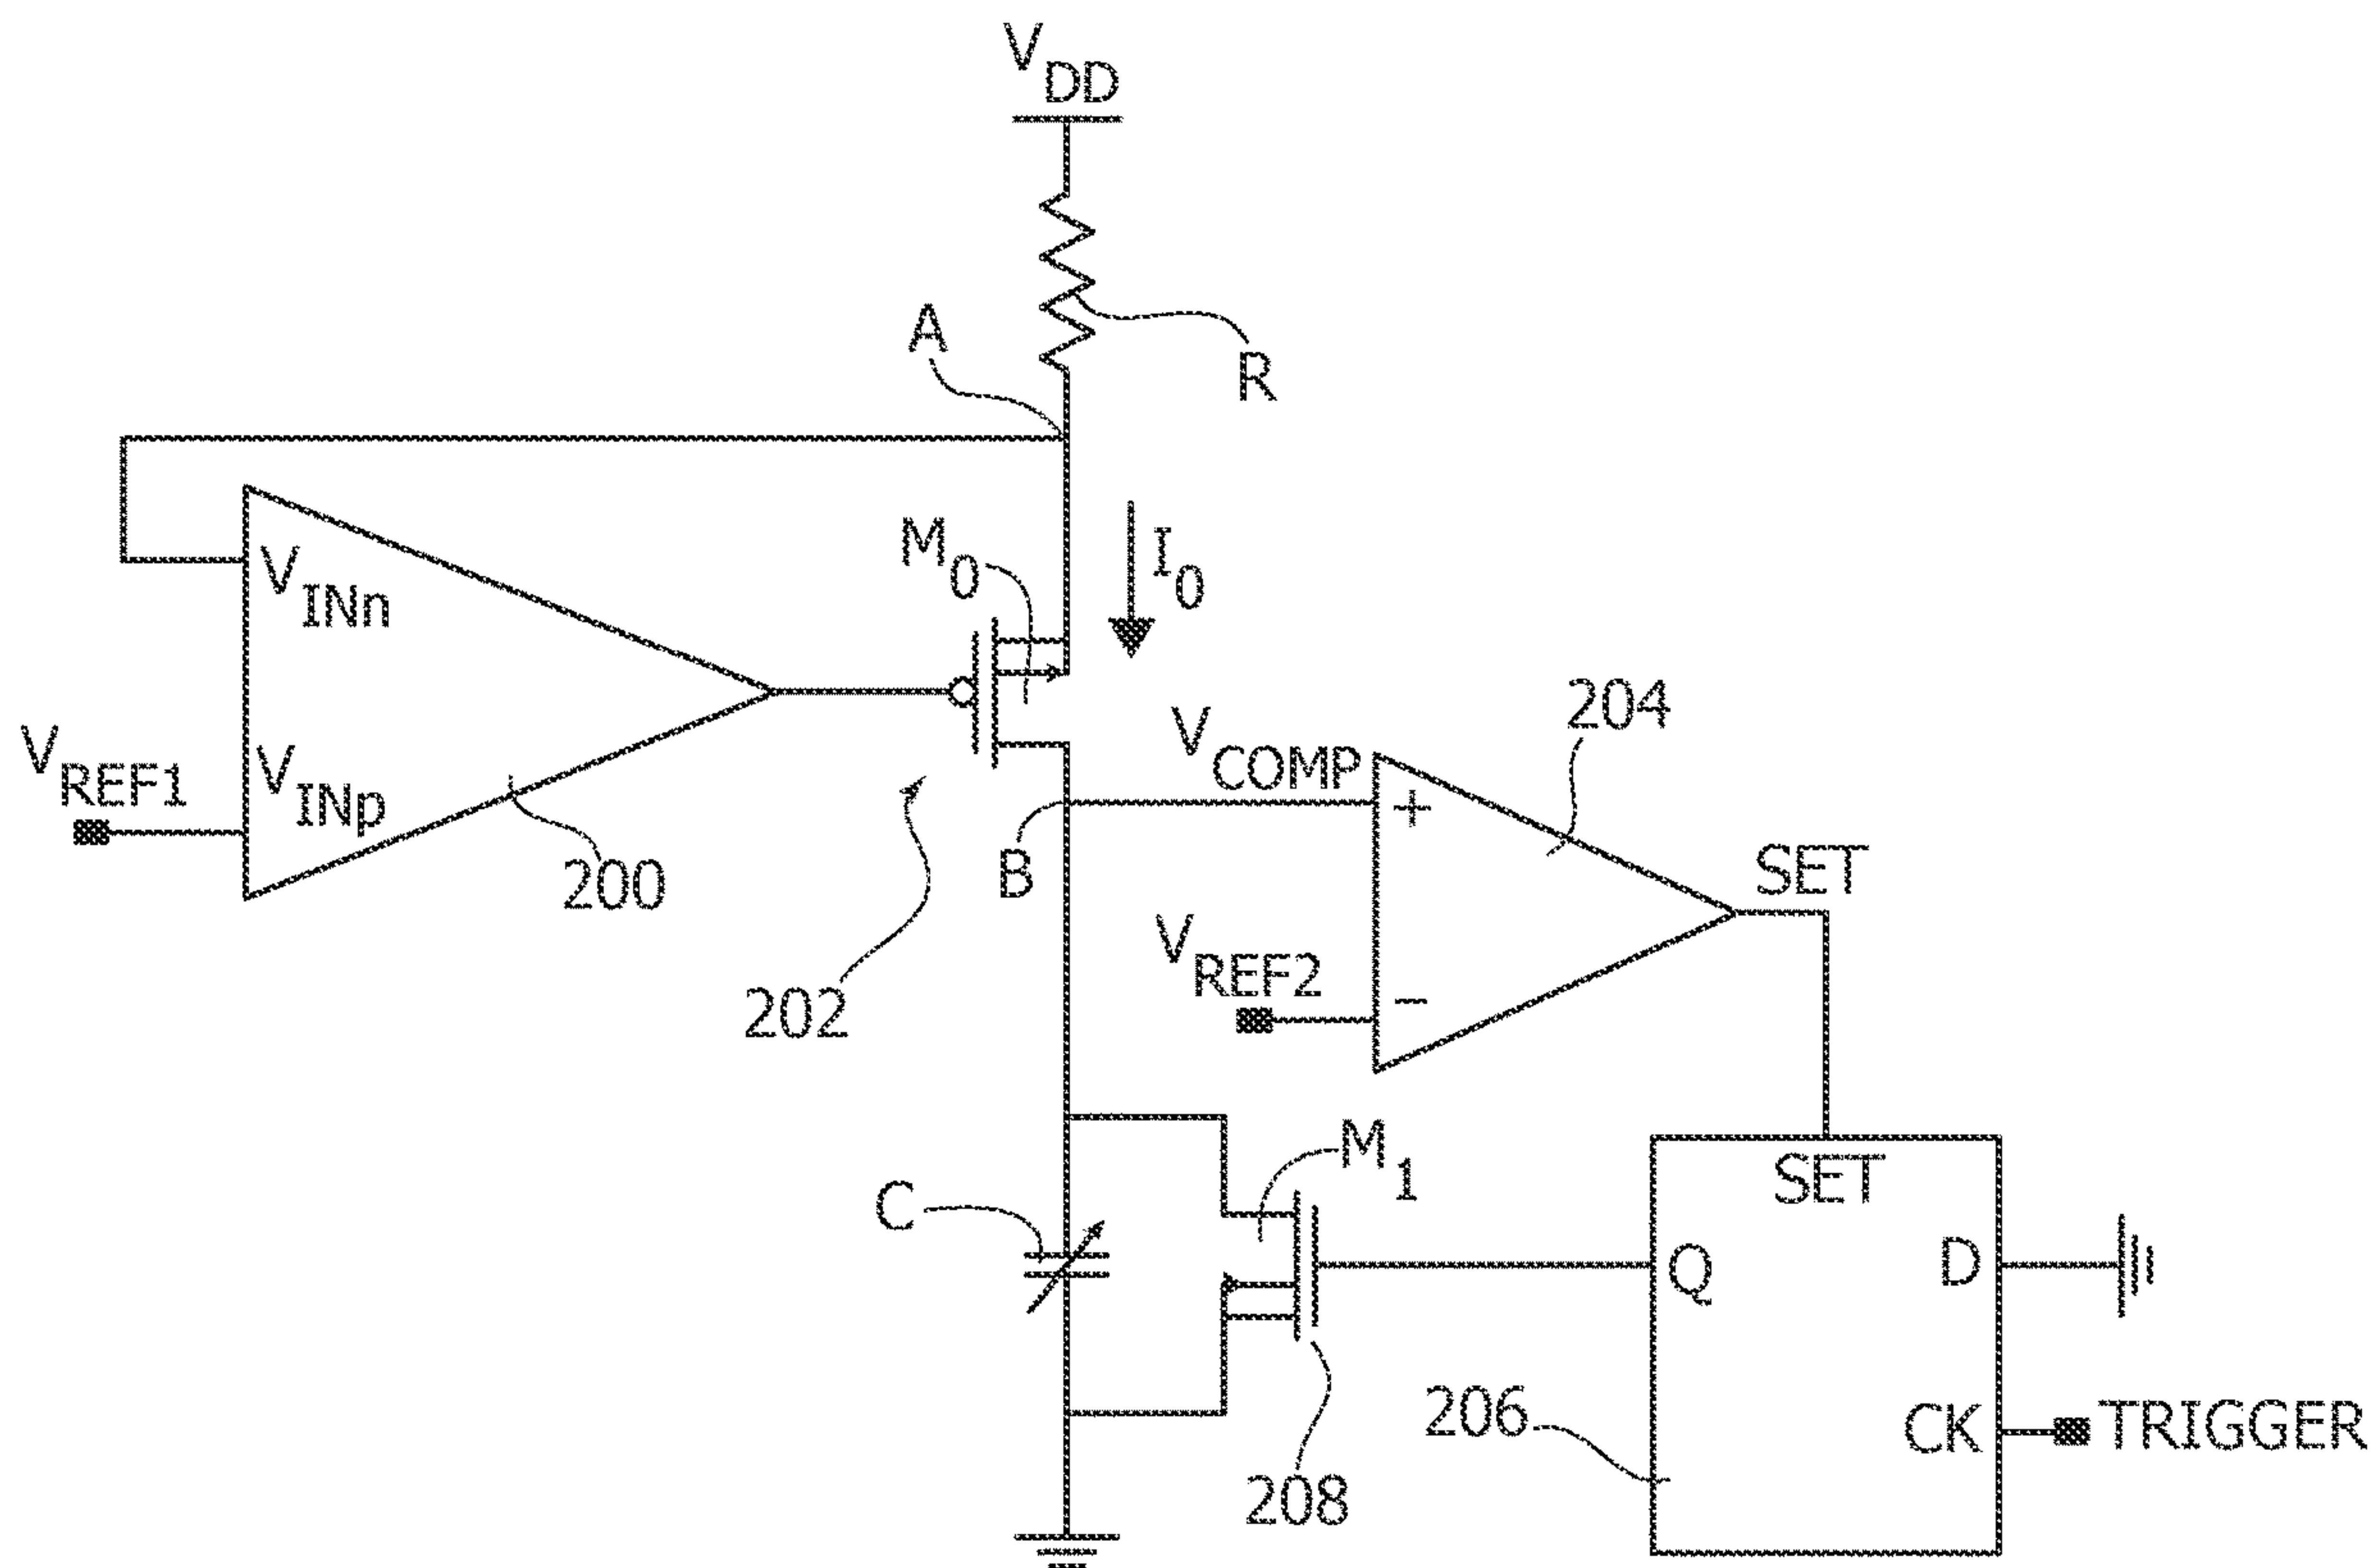 VDD
A
R
M0
I0
VINn
VREF1
VINp
200
202
B
VCOMP
204
VREF2
SET
C
M1
208
SET
Q
D
CK
TRIGGER
206
+
−